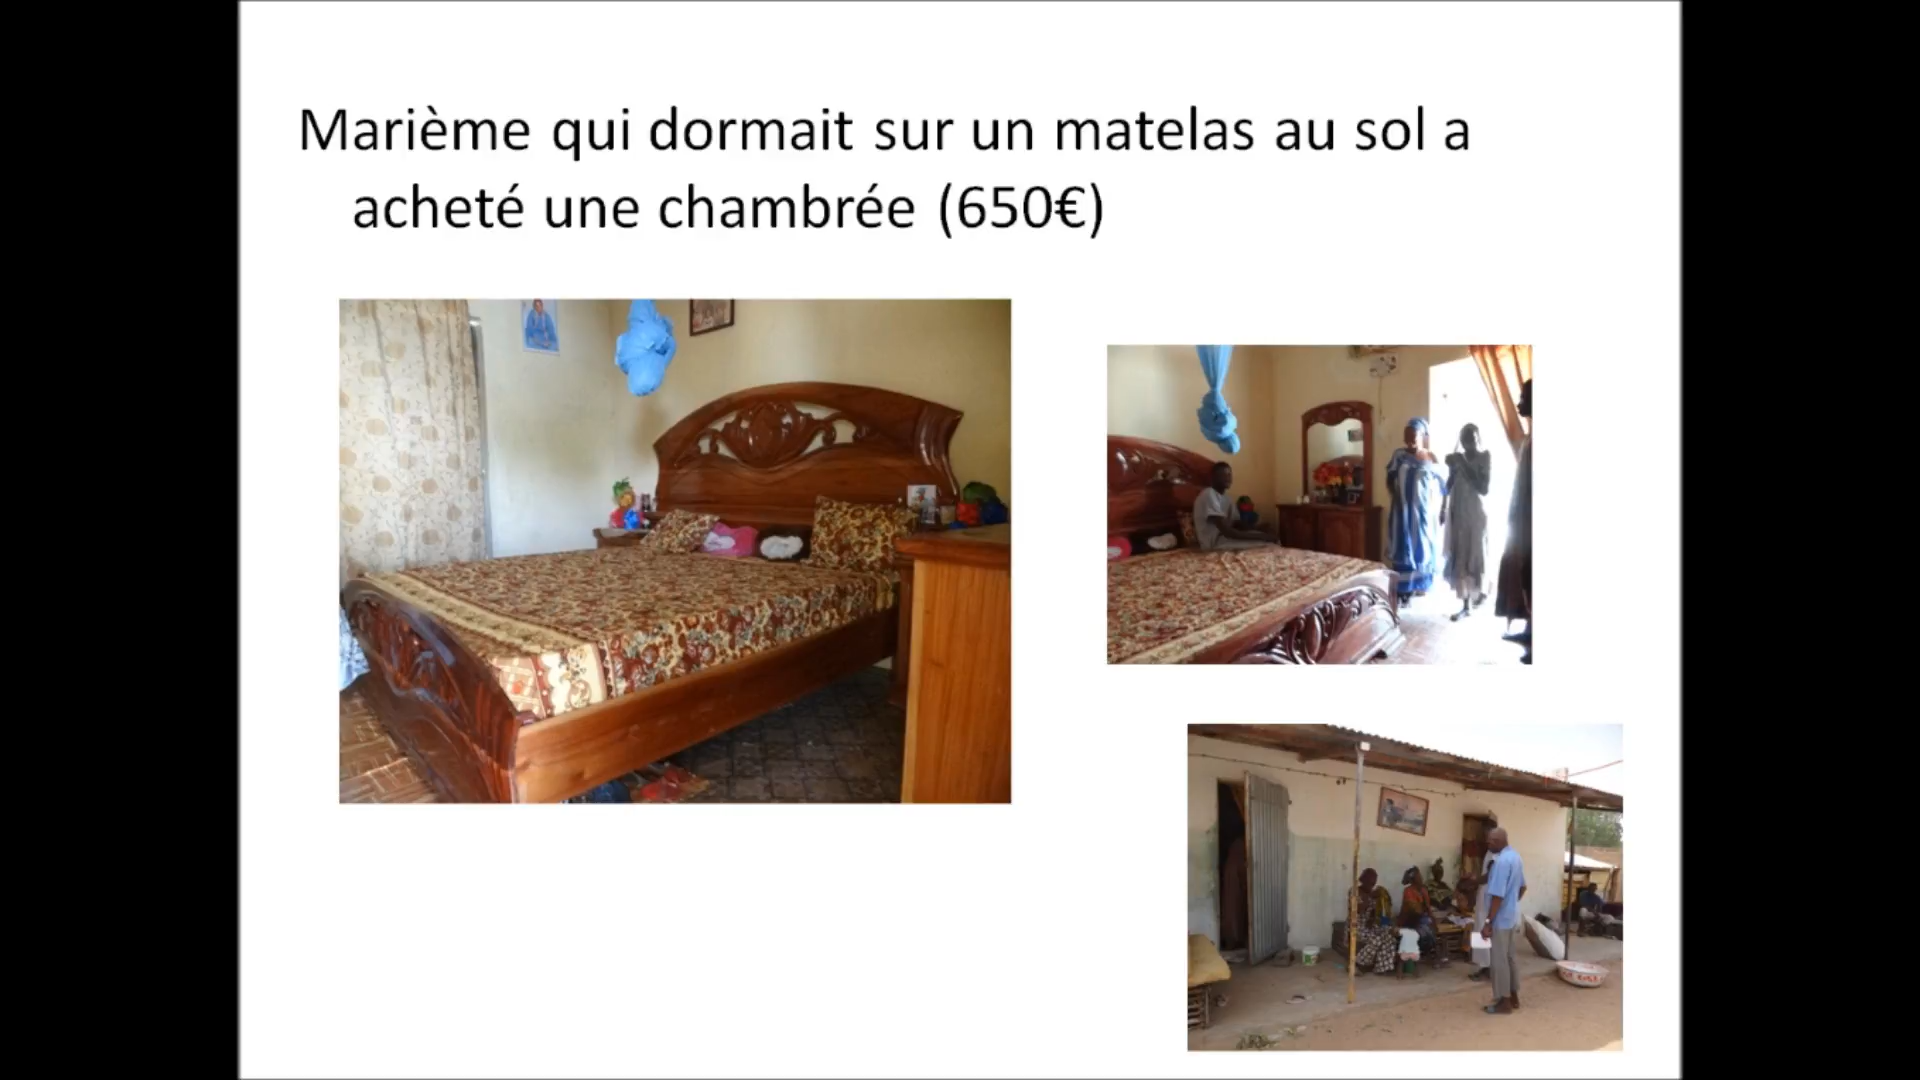 Marième qui dormait sur un matelas au sol a
acheté une chambrée (650€)